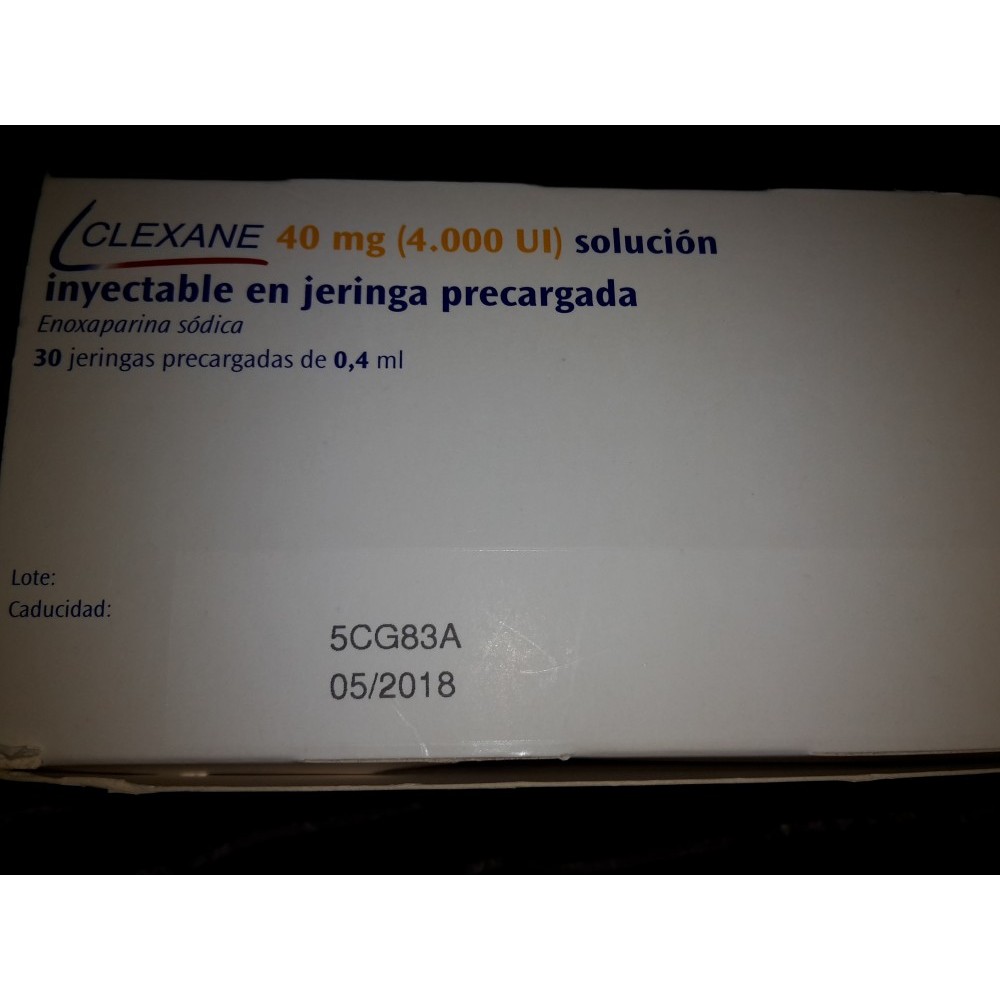 CLEXANE 40 mg (4.000 UI) solución
inyectable en jeringa precargada
Enoxaparina sódica
30 jeringas precargadas de 0,4 ml
Lote:
Caducidad:
5CG83A
05/2018